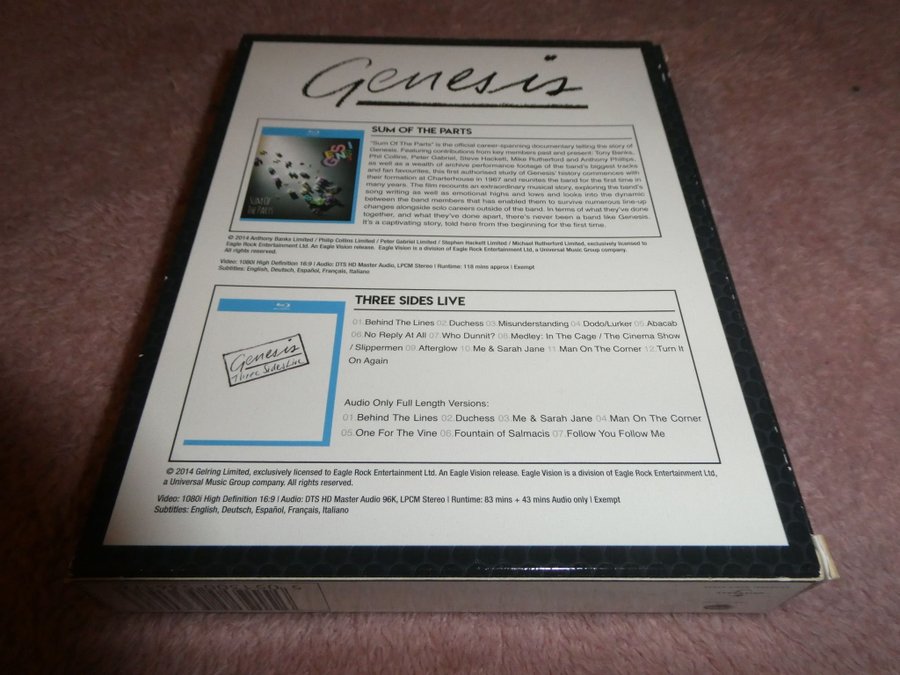 Genesis
SUM OF THE PARTS
"Sum Of The Parts" is the official career-spanning documentary telling the story of
Genesis. Featuring contributions from key members past and present: Tony Banks,
Phil Collins, Peter Gabriel, Steve Hackett, Mike Rutherford and Anthony Phillips,
as well as a wealth of archive performance footage of the band's biggest tracks
and fan favourites, this first authorised study of Genesis' history commences with
their formation at Charterhouse in 1967 and reunites the band for the first time in
many years. The film recounts an extraordinary musical story, exploring the band's
song writing as well as emotional highs and lows and looks into the dynamic
between the band members that has enabled them to survive numerous line-up
changes alongside solo careers outside of the band. In terms of what they've done
together, and what they've done apart, there's never been a band like Genesis.
It's a captivating story, told here from the beginning for the first time.
GENESIS
SUM OF
THE PARTS
© 2014 Anthony Banks Limited / Philip Collins Limited / Peter Gabriel Limited / Stephen Hackett Limited / Michael Rutherford Limited, exclusively licensed to
Eagle Rock Entertainment Ltd. An Eagle Vision release. Eagle Vision is a division of Eagle Rock Entertainment Ltd, a Universal Music Group company.
All rights reserved.
Video: 1080i High Definition 16:9 | Audio: DTS HD Master Audio, LPCM Stereo | Runtime: 118 mins approx | Exempt
Subtitles: English, Deutsch, Español, Français, Italiano
THREE SIDES LIVE
01.Behind The Lines 02.Duchess 03.Misunderstanding 04.Dodo/Lurker 05.Abacab
06.No Reply At All 07.Who Dunnit? 08.Medley: In The Cage / The Cinema Show
/ Slippermen 09.Afterglow 10.Me & Sarah Jane 11.Man On The Corner 12.Turn It
On Again
Genesis
Three Sides Live
Audio Only Full Length Versions:
01.Behind The Lines 02.Duchess 03.Me & Sarah Jane 04.Man On The Corner
05.One For The Vine 06.Fountain of Salmacis 07.Follow You Follow Me
© 2014 Gelring Limited, exclusively licensed to Eagle Rock Entertainment Ltd. An Eagle Vision release. Eagle Vision is a division of Eagle Rock Entertainment Ltd,
a Universal Music Group company. All rights reserved.
Video: 1080i High Definition 16:9 | Audio: DTS HD Master Audio 96K, LPCM Stereo | Runtime: 83 mins + 43 mins Audio only | Exempt
Subtitles: English, Deutsch, Español, Français, Italiano